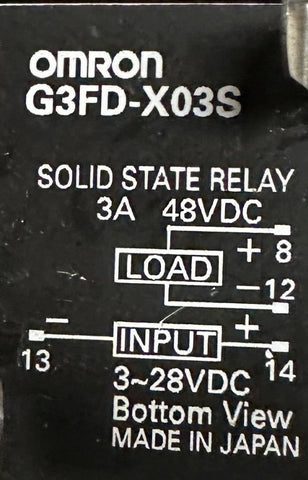 OMRON
G3FD-X03S
SOLID STATE RELAY
3A 48VDC
+ 8
LOAD
−12
− INPUT +
13 14
3~28VDC
Bottom View
MADE IN JAPAN